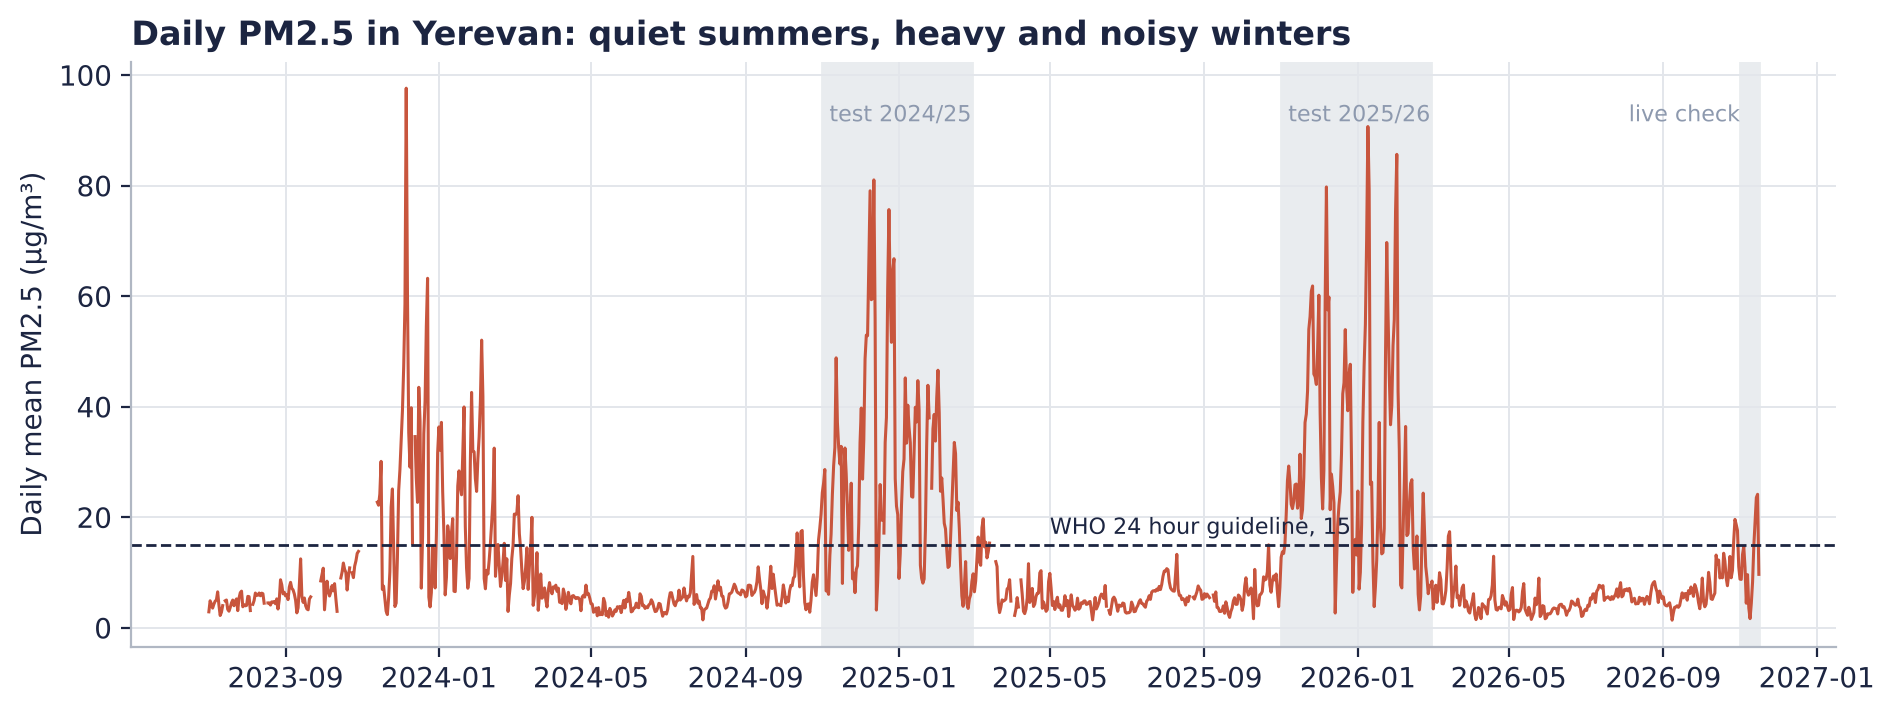 Daily PM2.5 in Yerevan: quiet summers, heavy and noisy winters
Daily mean PM2.5 (µg/m³)
100
80
60
40
20
0
test 2024/25
test 2025/26
live check
WHO 24 hour guideline, 15
2023-09
2024-01
2024-05
2024-09
2025-01
2025-05
2025-09
2026-01
2026-05
2026-09
2027-01